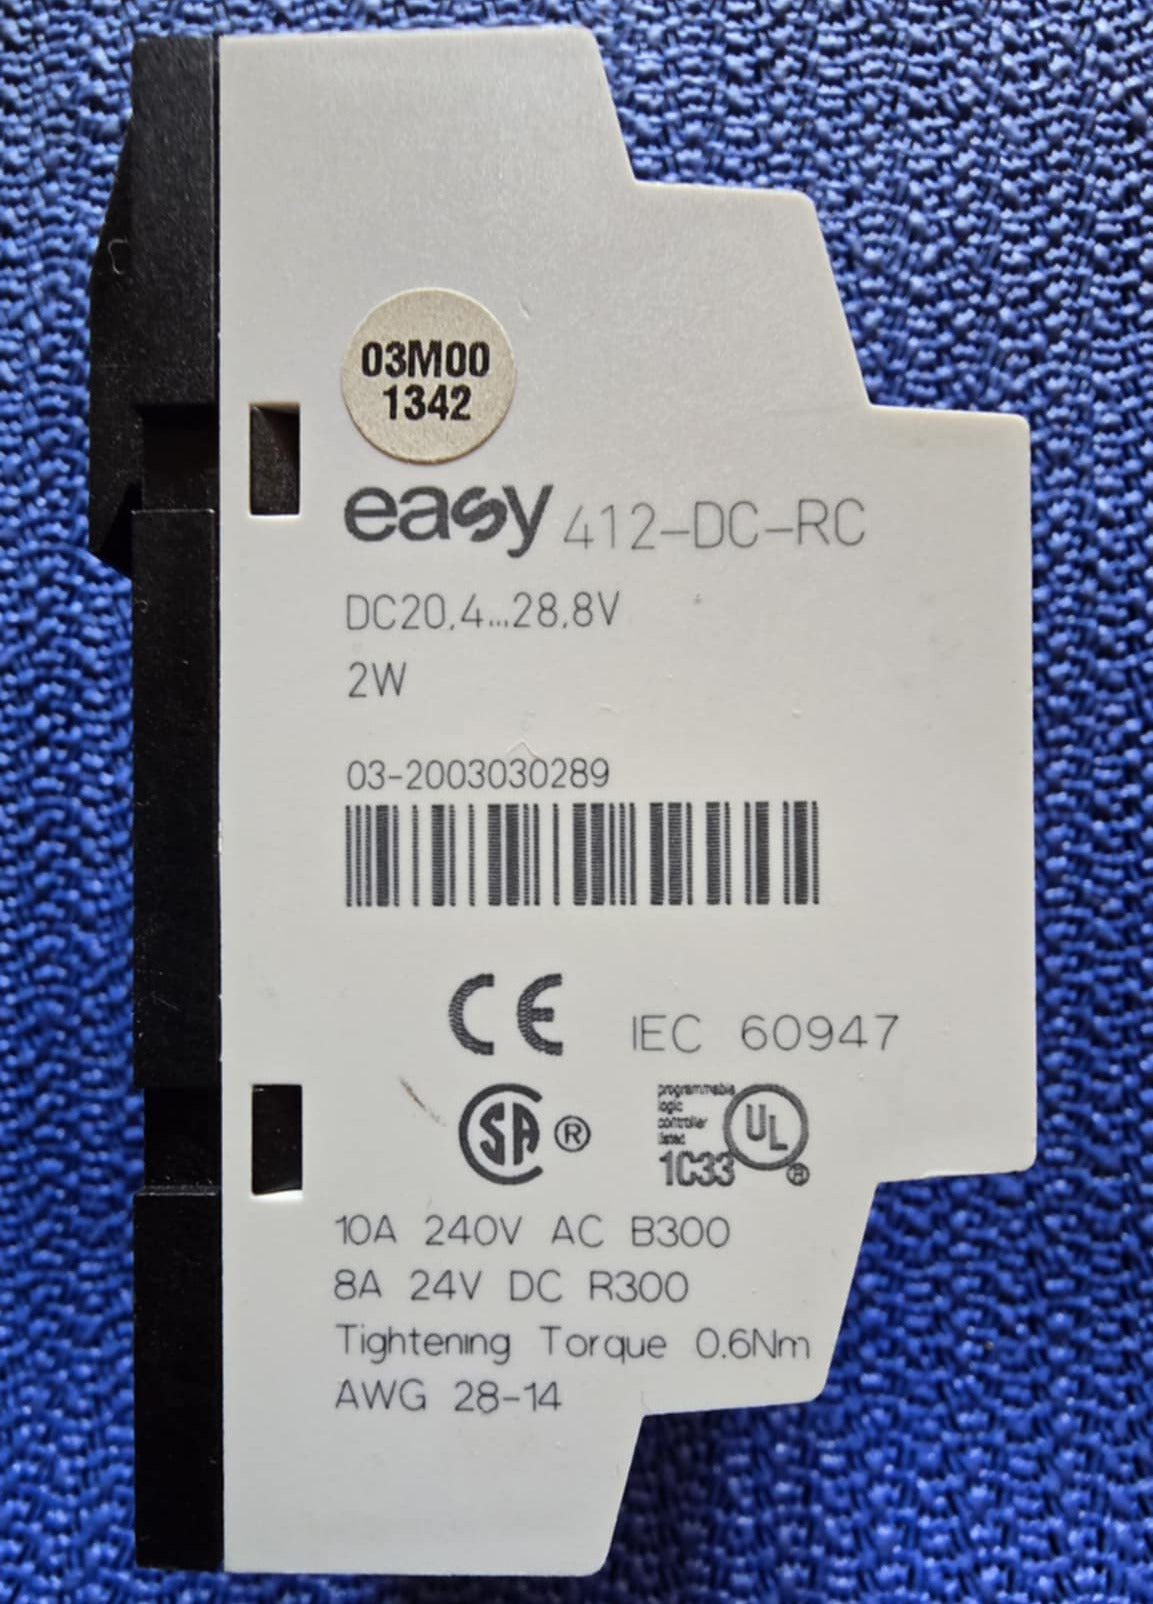 03M00
1342
easy 412-DC-RC
DC20,4...28,8V
2W
03-2003030289
CE IEC 60947
SA ®
programmable
logic
controller
listed
1C33
UL ®
10A 240V AC B300
8A 24V DC R300
Tightening Torque 0.6Nm
AWG 28-14